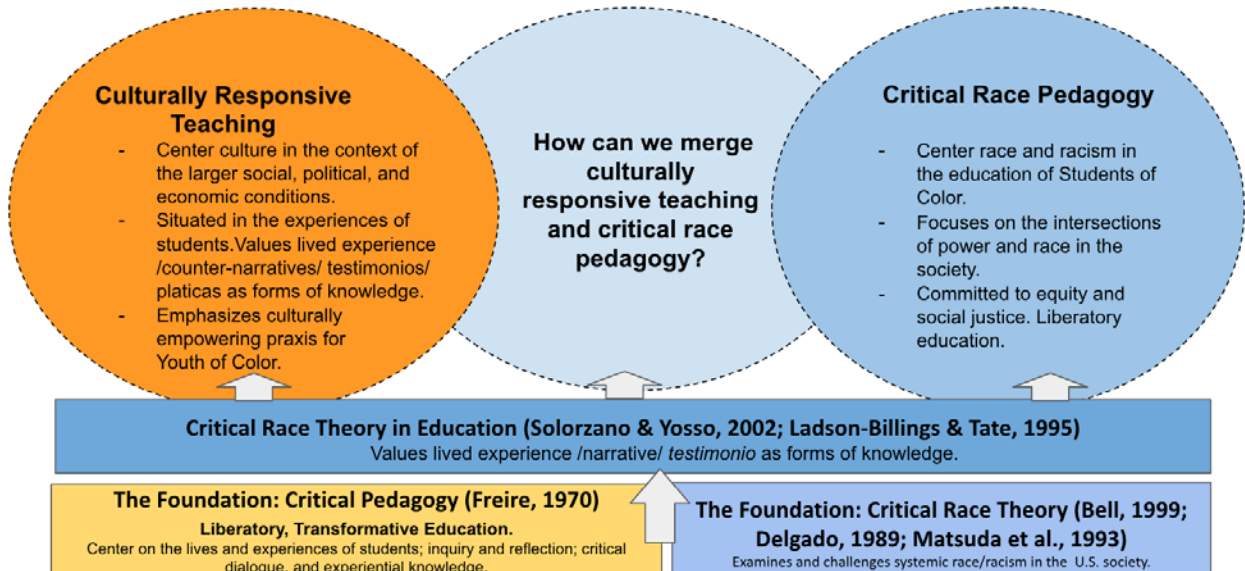 Culturally Responsive
Teaching
- Center culture in the context of
the larger social, political, and
economic conditions.
- Situated in the experiences of
students.Values lived experience
/counter-narratives/ testimonios/
platicas as forms of knowledge.
- Emphasizes culturally
empowering praxis for
Youth of Color.
How can we merge
culturally
responsive teaching
and critical race
pedagogy?
Critical Race Pedagogy
- Center race and racism in
the education of Students of
Color.
- Focuses on the intersections
of power and race in the
society.
- Committed to equity and
social justice. Liberatory
education.
Critical Race Theory in Education (Solorzano & Yosso, 2002; Ladson-Billings & Tate, 1995)
Values lived experience /narrative/ testimonio as forms of knowledge.
The Foundation: Critical Pedagogy (Freire, 1970)
Liberatory, Transformative Education.
Center on the lives and experiences of students; inquiry and reflection; critical
dialogue, and experiential knowledge.
The Foundation: Critical Race Theory (Bell, 1999;
Delgado, 1989; Matsuda et al., 1993)
Examines and challenges systemic race/racism in the U.S. society.